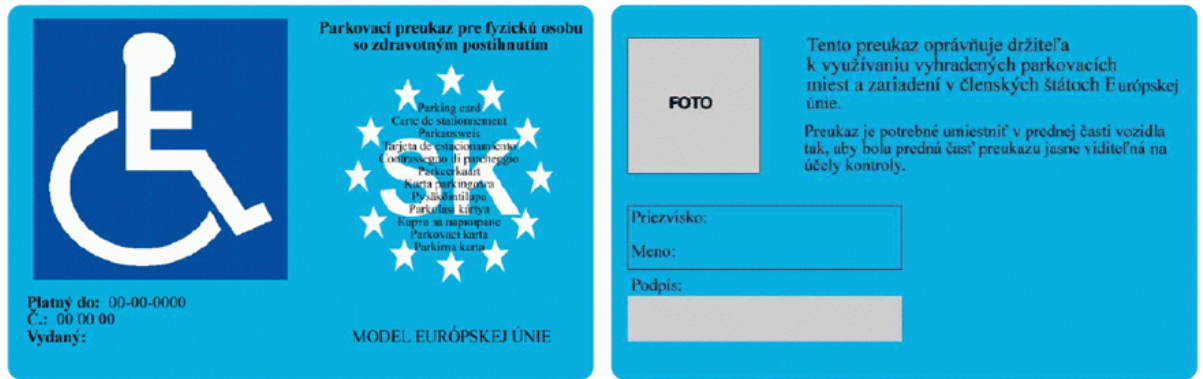 Parkovací preukaz pre fyzickú osobu
so zdravotným postihnutím
Parking card
Carte de stationnement
Parkausweis
Tarjeta de estacionamiento
Contrassegno di parcheggio
Parkeerkaart
Karta parkingowa
Pysäköintilupa
Parkolási kártya
Карта за паркиране
Parkovací karta
Parkirna karta
SK
Platný do: 00-00-0000
Č.: 00 00 00
Vydaný:
MODEL EURÓPSKEJ ÚNIE
FOTO
Tento preukaz oprávňuje držiteľa
k využívaniu vyhradených parkovacích
miest a zariadení v členských štátoch Európskej
únie.
Preukaz je potrebné umiestniť v prednej časti vozidla
tak, aby bola predná časť preukazu jasne viditeľná na
účely kontroly.
Priezvisko:
Meno:
Podpis: